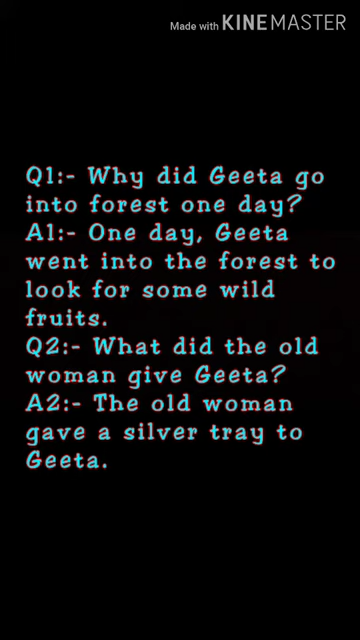 Made with KINEMASTER
Q1:- Why did Geeta go
into forest one day?
A1:- One day, Geeta
went into the forest to
look for some wild
fruits.
Q2:- What did the old
woman give Geeta?
A2:- The old woman
gave a silver tray to
Geeta.